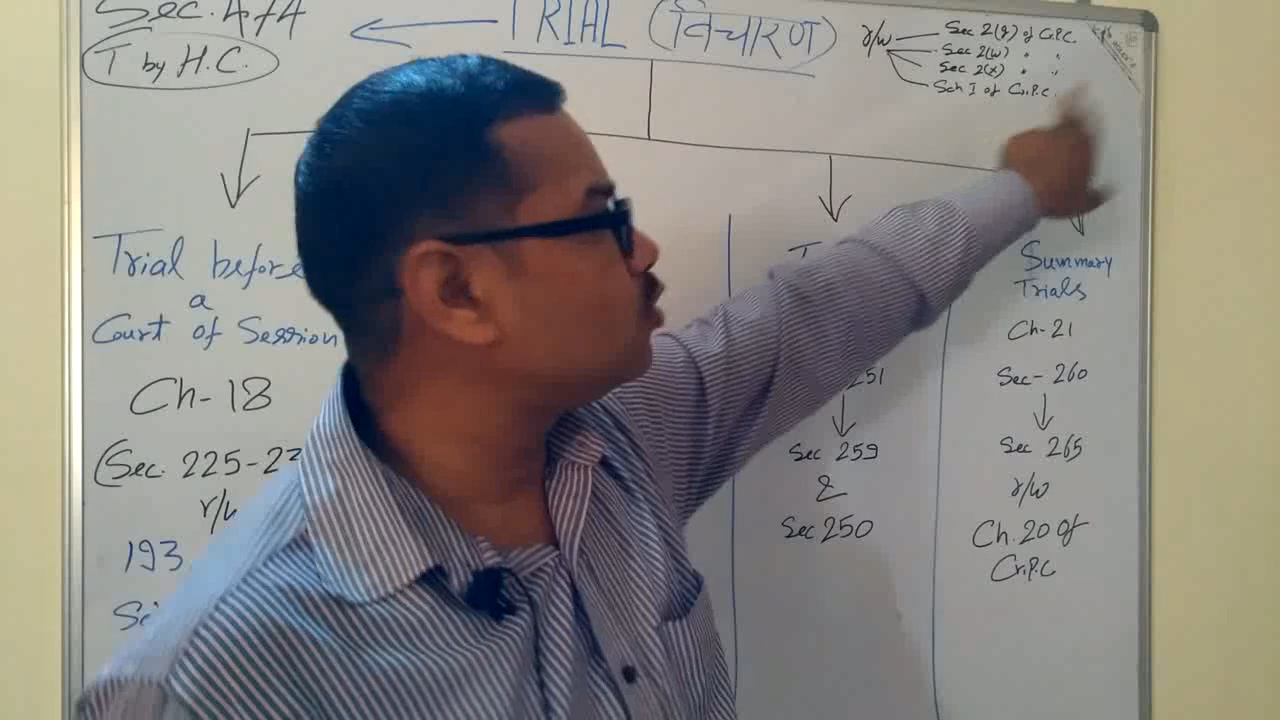 Sec. 474
T by H.C.
TRIAL (विचारण)
r/w
Sec 2(g) of Cr.P.C.
Sec 2(w) " "
Sec 2(x) " "
Sch I of Cr.P.C.
Trial before
a
Court of Session
Ch-18
(Sec. 225-23
r/w
193
T
251
Sec 259
&
Sec 250
Summary
Trials
Ch-21
Sec-260
Sec 265
r/w
Ch. 20 of
Cr.P.C